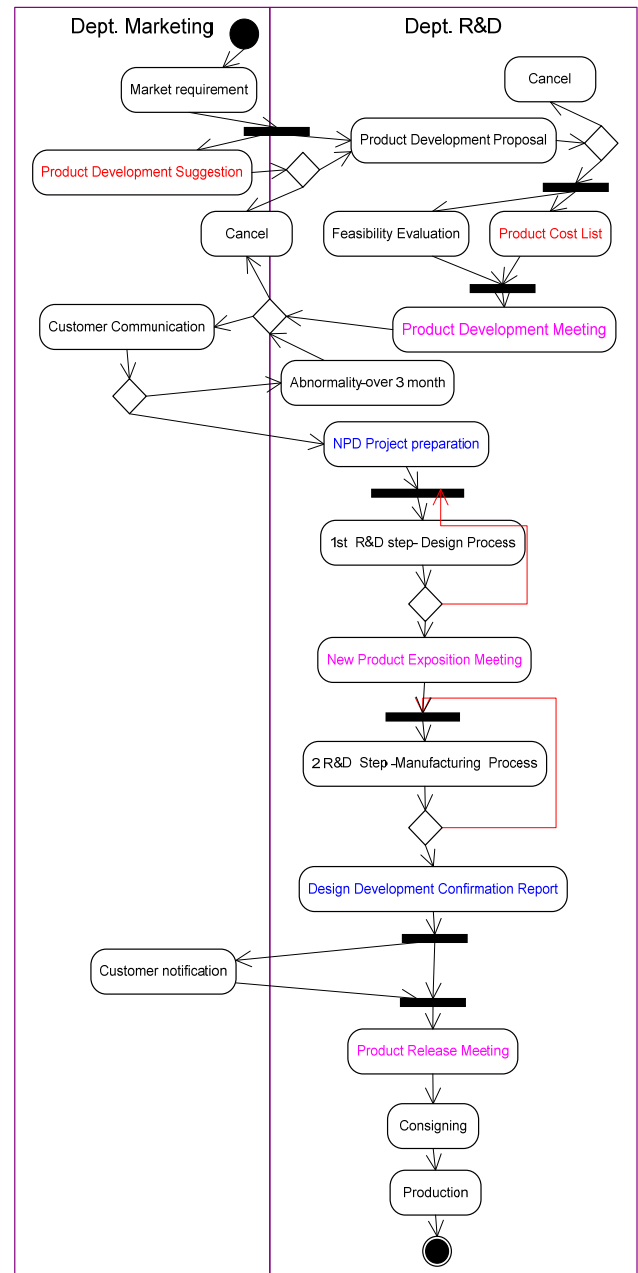 Dept. Marketing
Dept. R&D
Market requirement
Cancel
Product Development Proposal
Product Development Suggestion
Cancel
Feasibility Evaluation
Product Cost List
Customer Communication
Product Development Meeting
Abnormality-over 3 month
NPD Project preparation
1st R&D step- Design Process
New Product Exposition Meeting
2 R&D Step -Manufacturing Process
Design Development Confirmation Report
Customer notification
Product Release Meeting
Consigning
Production